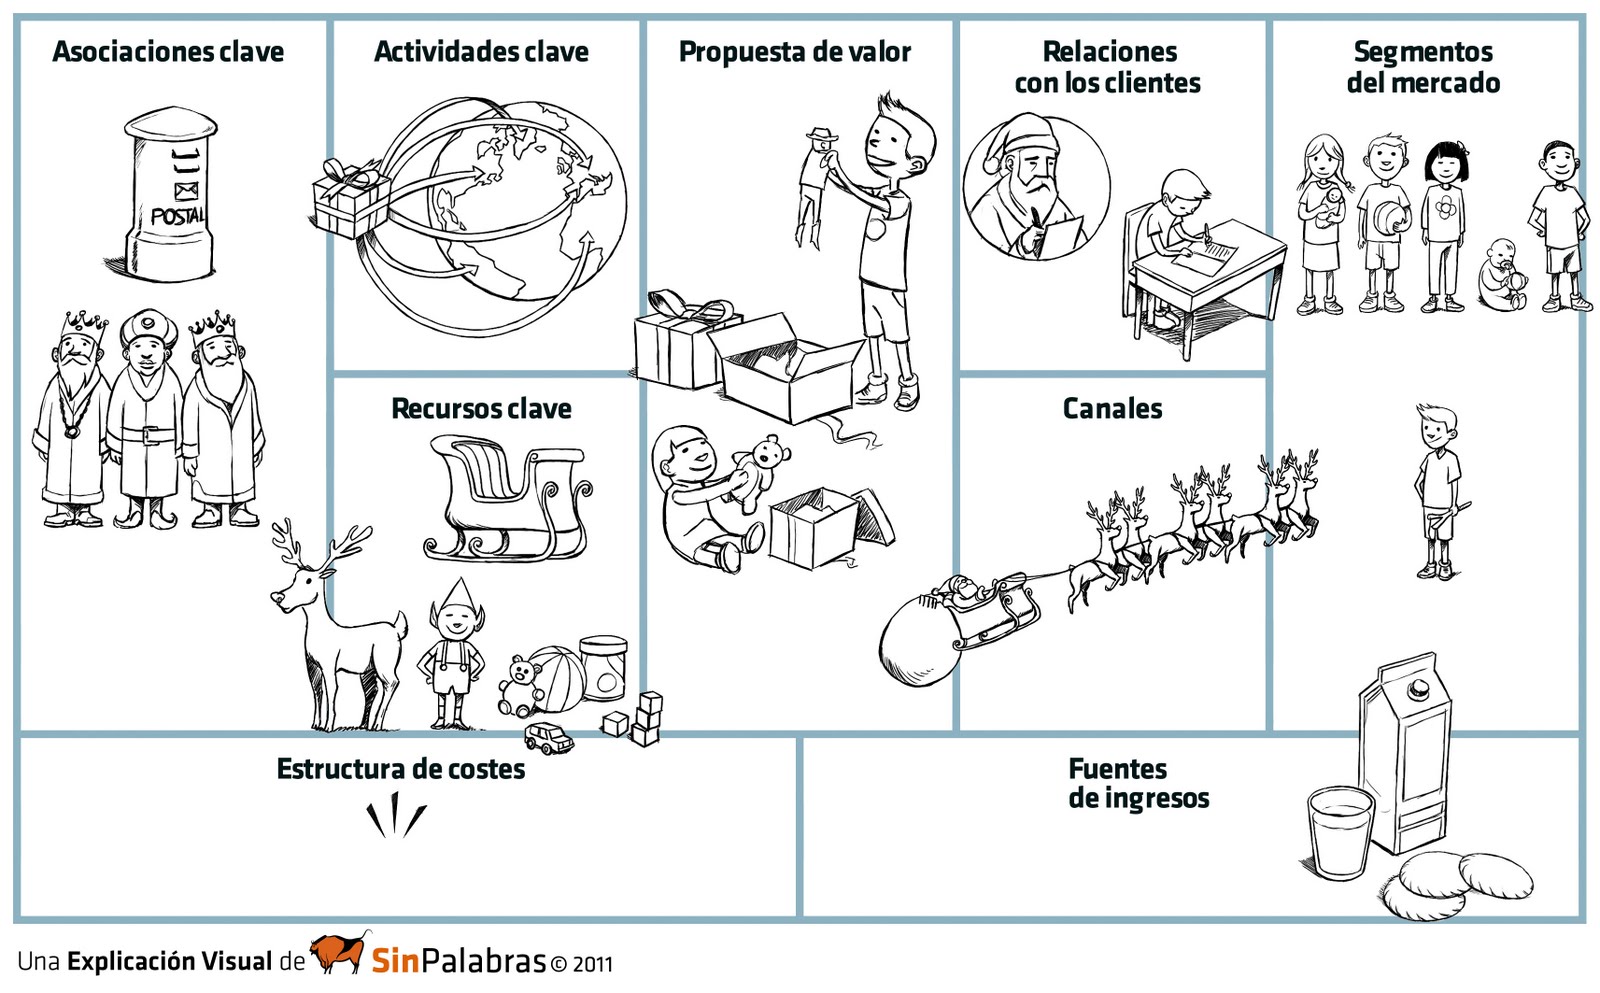 Asociaciones clave
Actividades clave
Propuesta de valor
Relaciones
con los clientes
Segmentos
del mercado
POSTAL
Recursos clave
Canales
Estructura de costes
Fuentes
de ingresos
Una Explicación Visual de SinPalabras © 2011